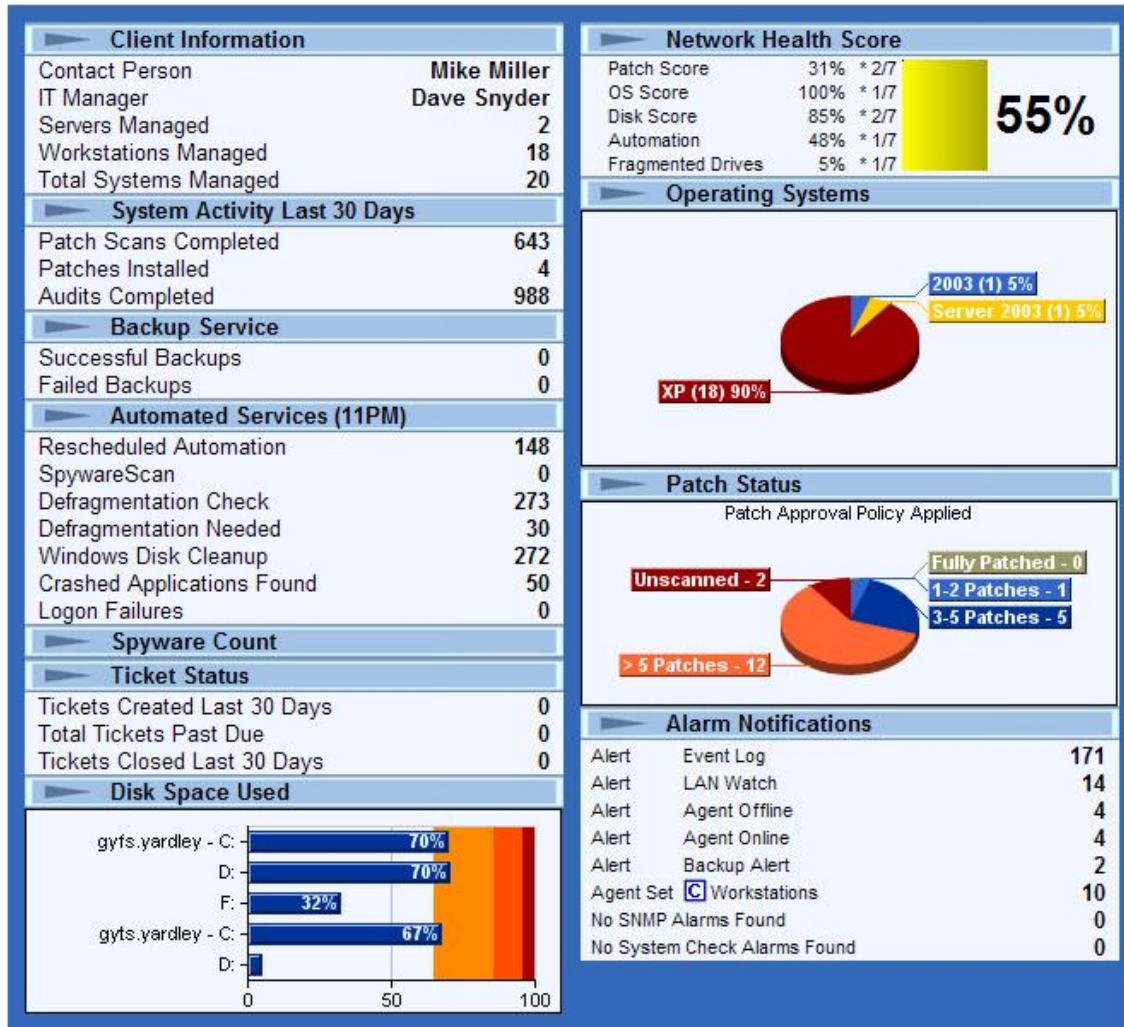 Client Information
Contact Person Mike Miller
IT Manager Dave Snyder
Servers Managed 2
Workstations Managed 18
Total Systems Managed 20
System Activity Last 30 Days
Patch Scans Completed 643
Patches Installed 4
Audits Completed 988
Backup Service
Successful Backups 0
Failed Backups 0
Automated Services (11PM)
Rescheduled Automation 148
SpywareScan 0
Defragmentation Check 273
Defragmentation Needed 30
Windows Disk Cleanup 272
Crashed Applications Found 50
Logon Failures 0
Spyware Count
Ticket Status
Tickets Created Last 30 Days 0
Total Tickets Past Due 0
Tickets Closed Last 30 Days 0
Disk Space Used
gyfs.yardley - C: 70%
D: 70%
F: 32%
gyts.yardley - C: 67%
D:
0 50 100
Network Health Score
Patch Score 31% * 2/7
OS Score 100% * 1/7
Disk Score 85% * 2/7
Automation 48% * 1/7
Fragmented Drives 5% * 1/7
55%
Operating Systems
2003 (1) 5%
Server 2003 (1) 5%
XP (18) 90%
Patch Status
Patch Approval Policy Applied
Fully Patched - 0
Unscanned - 2
1-2 Patches - 1
3-5 Patches - 5
> 5 Patches - 12
Alarm Notifications
Alert Event Log 171
Alert LAN Watch 14
Alert Agent Offline 4
Alert Agent Online 4
Alert Backup Alert 2
Agent Set C Workstations 10
No SNMP Alarms Found 0
No System Check Alarms Found 0